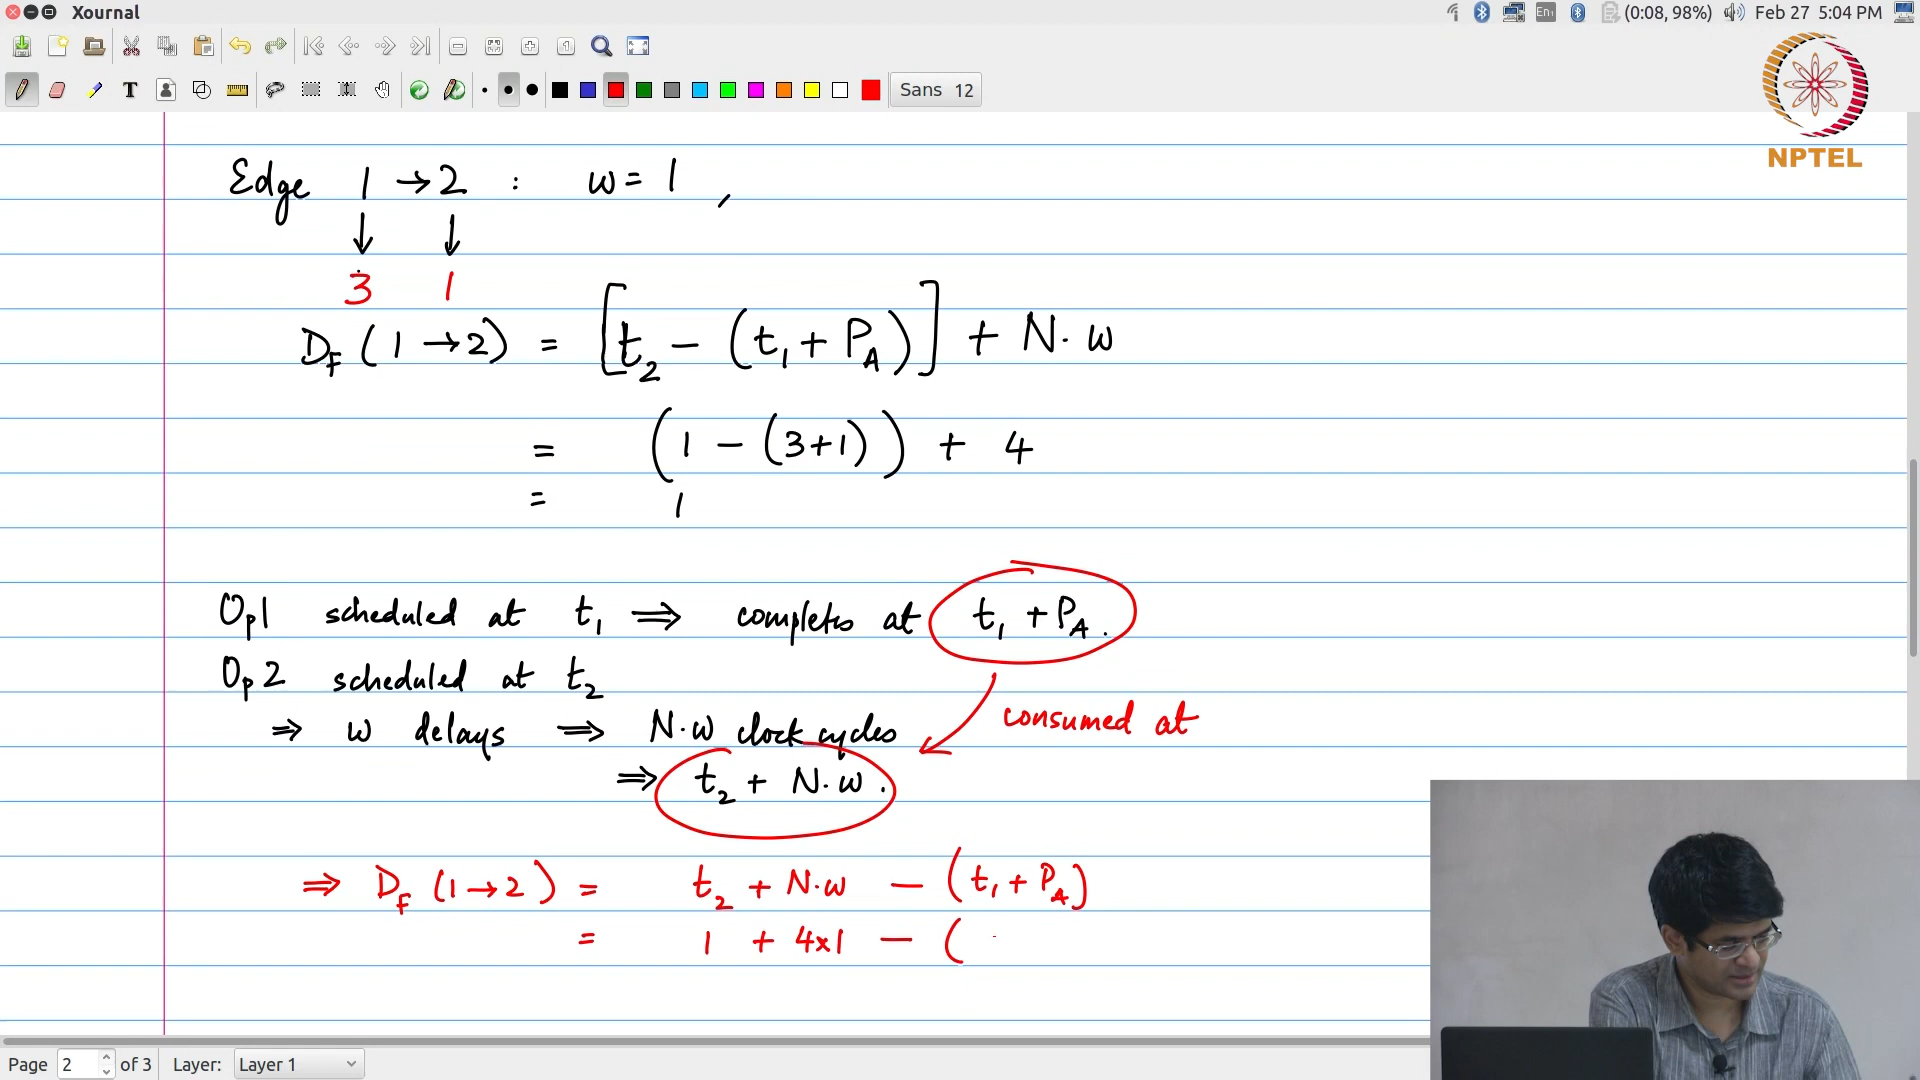 Xournal
En1
(0:08, 98%)
Feb 27 5:04 PM
Sans 12
NPTEL
Edge 1 → 2 : w = 1 ,
↓ ↓
3 1
D_F (1 → 2) = [t_2 − (t_1 + P_A)] + N·w
= (1 − (3+1)) + 4
= 1
Op1 scheduled at t_1 ⟹ completes at t_1 + P_A.
Op2 scheduled at t_2
⇒ w delays ⟹ N·w clock cycles
⟹ t_2 + N·w.
consumed at
⇒ D_F (1→2) = t_2 + N·w − (t_1 + P_A)
= 1 + 4×1 − (
Page 2 of 3 Layer: Layer 1